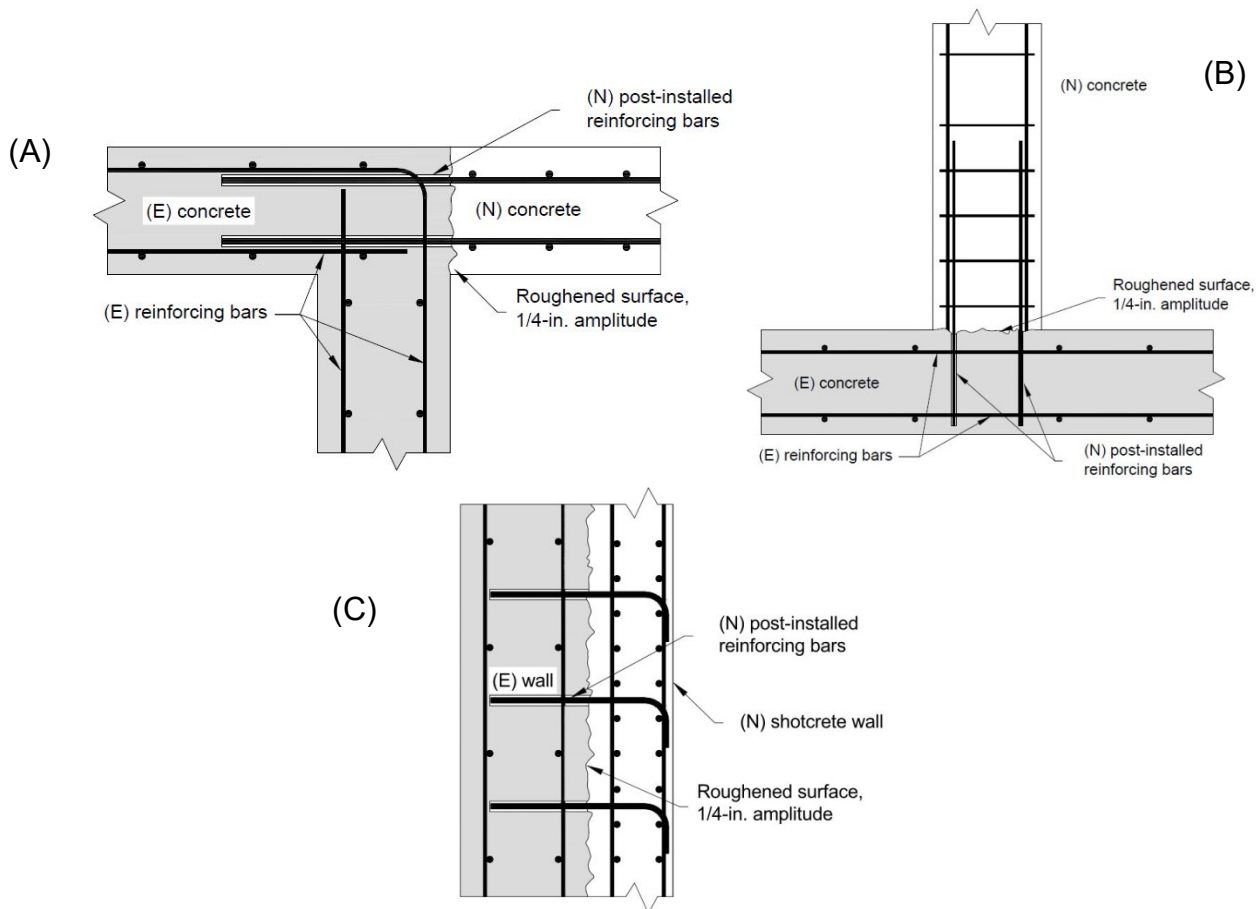 (A)
(N) post-installed
reinforcing bars
(E) concrete
(N) concrete
(E) reinforcing bars
Roughened surface,
1/4-in. amplitude
(B)
(N) concrete
Roughened surface,
1/4-in. amplitude
(E) concrete
(E) reinforcing bars
(N) post-installed
reinforcing bars
(C)
(N) post-installed
reinforcing bars
(E) wall
(N) shotcrete wall
Roughened surface,
1/4-in. amplitude